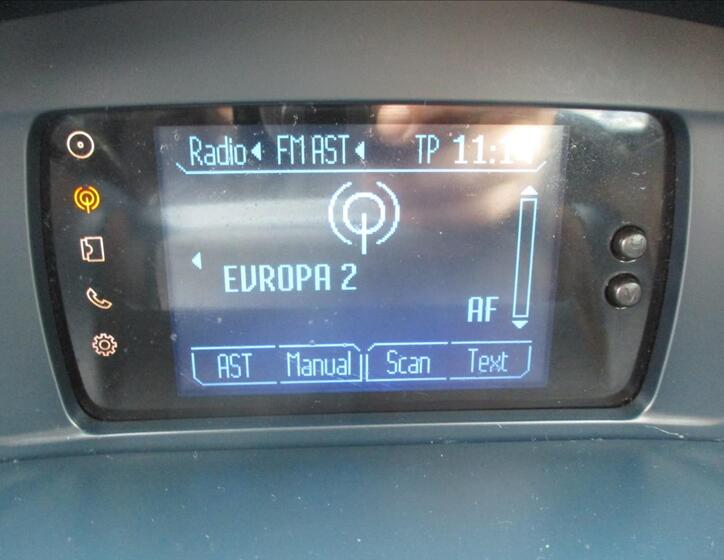 Radio FM AST TP
EVROPA 2
AF
AST Manual Scan Text